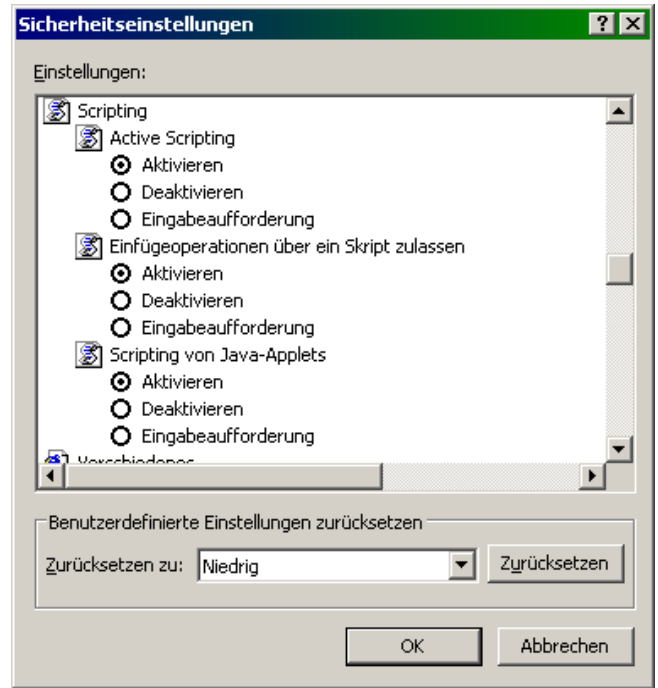 Sicherheitseinstellungen
Einstellungen:
Scripting
Active Scripting
Aktivieren
Deaktivieren
Eingabeaufforderung
Einfügeoperationen über ein Skript zulassen
Aktivieren
Deaktivieren
Eingabeaufforderung
Scripting von Java-Applets
Aktivieren
Deaktivieren
Eingabeaufforderung
Verschiedenes
Benutzerdefinierte Einstellungen zurücksetzen
Zurücksetzen zu: Niedrig Zurücksetzen
OK Abbrechen